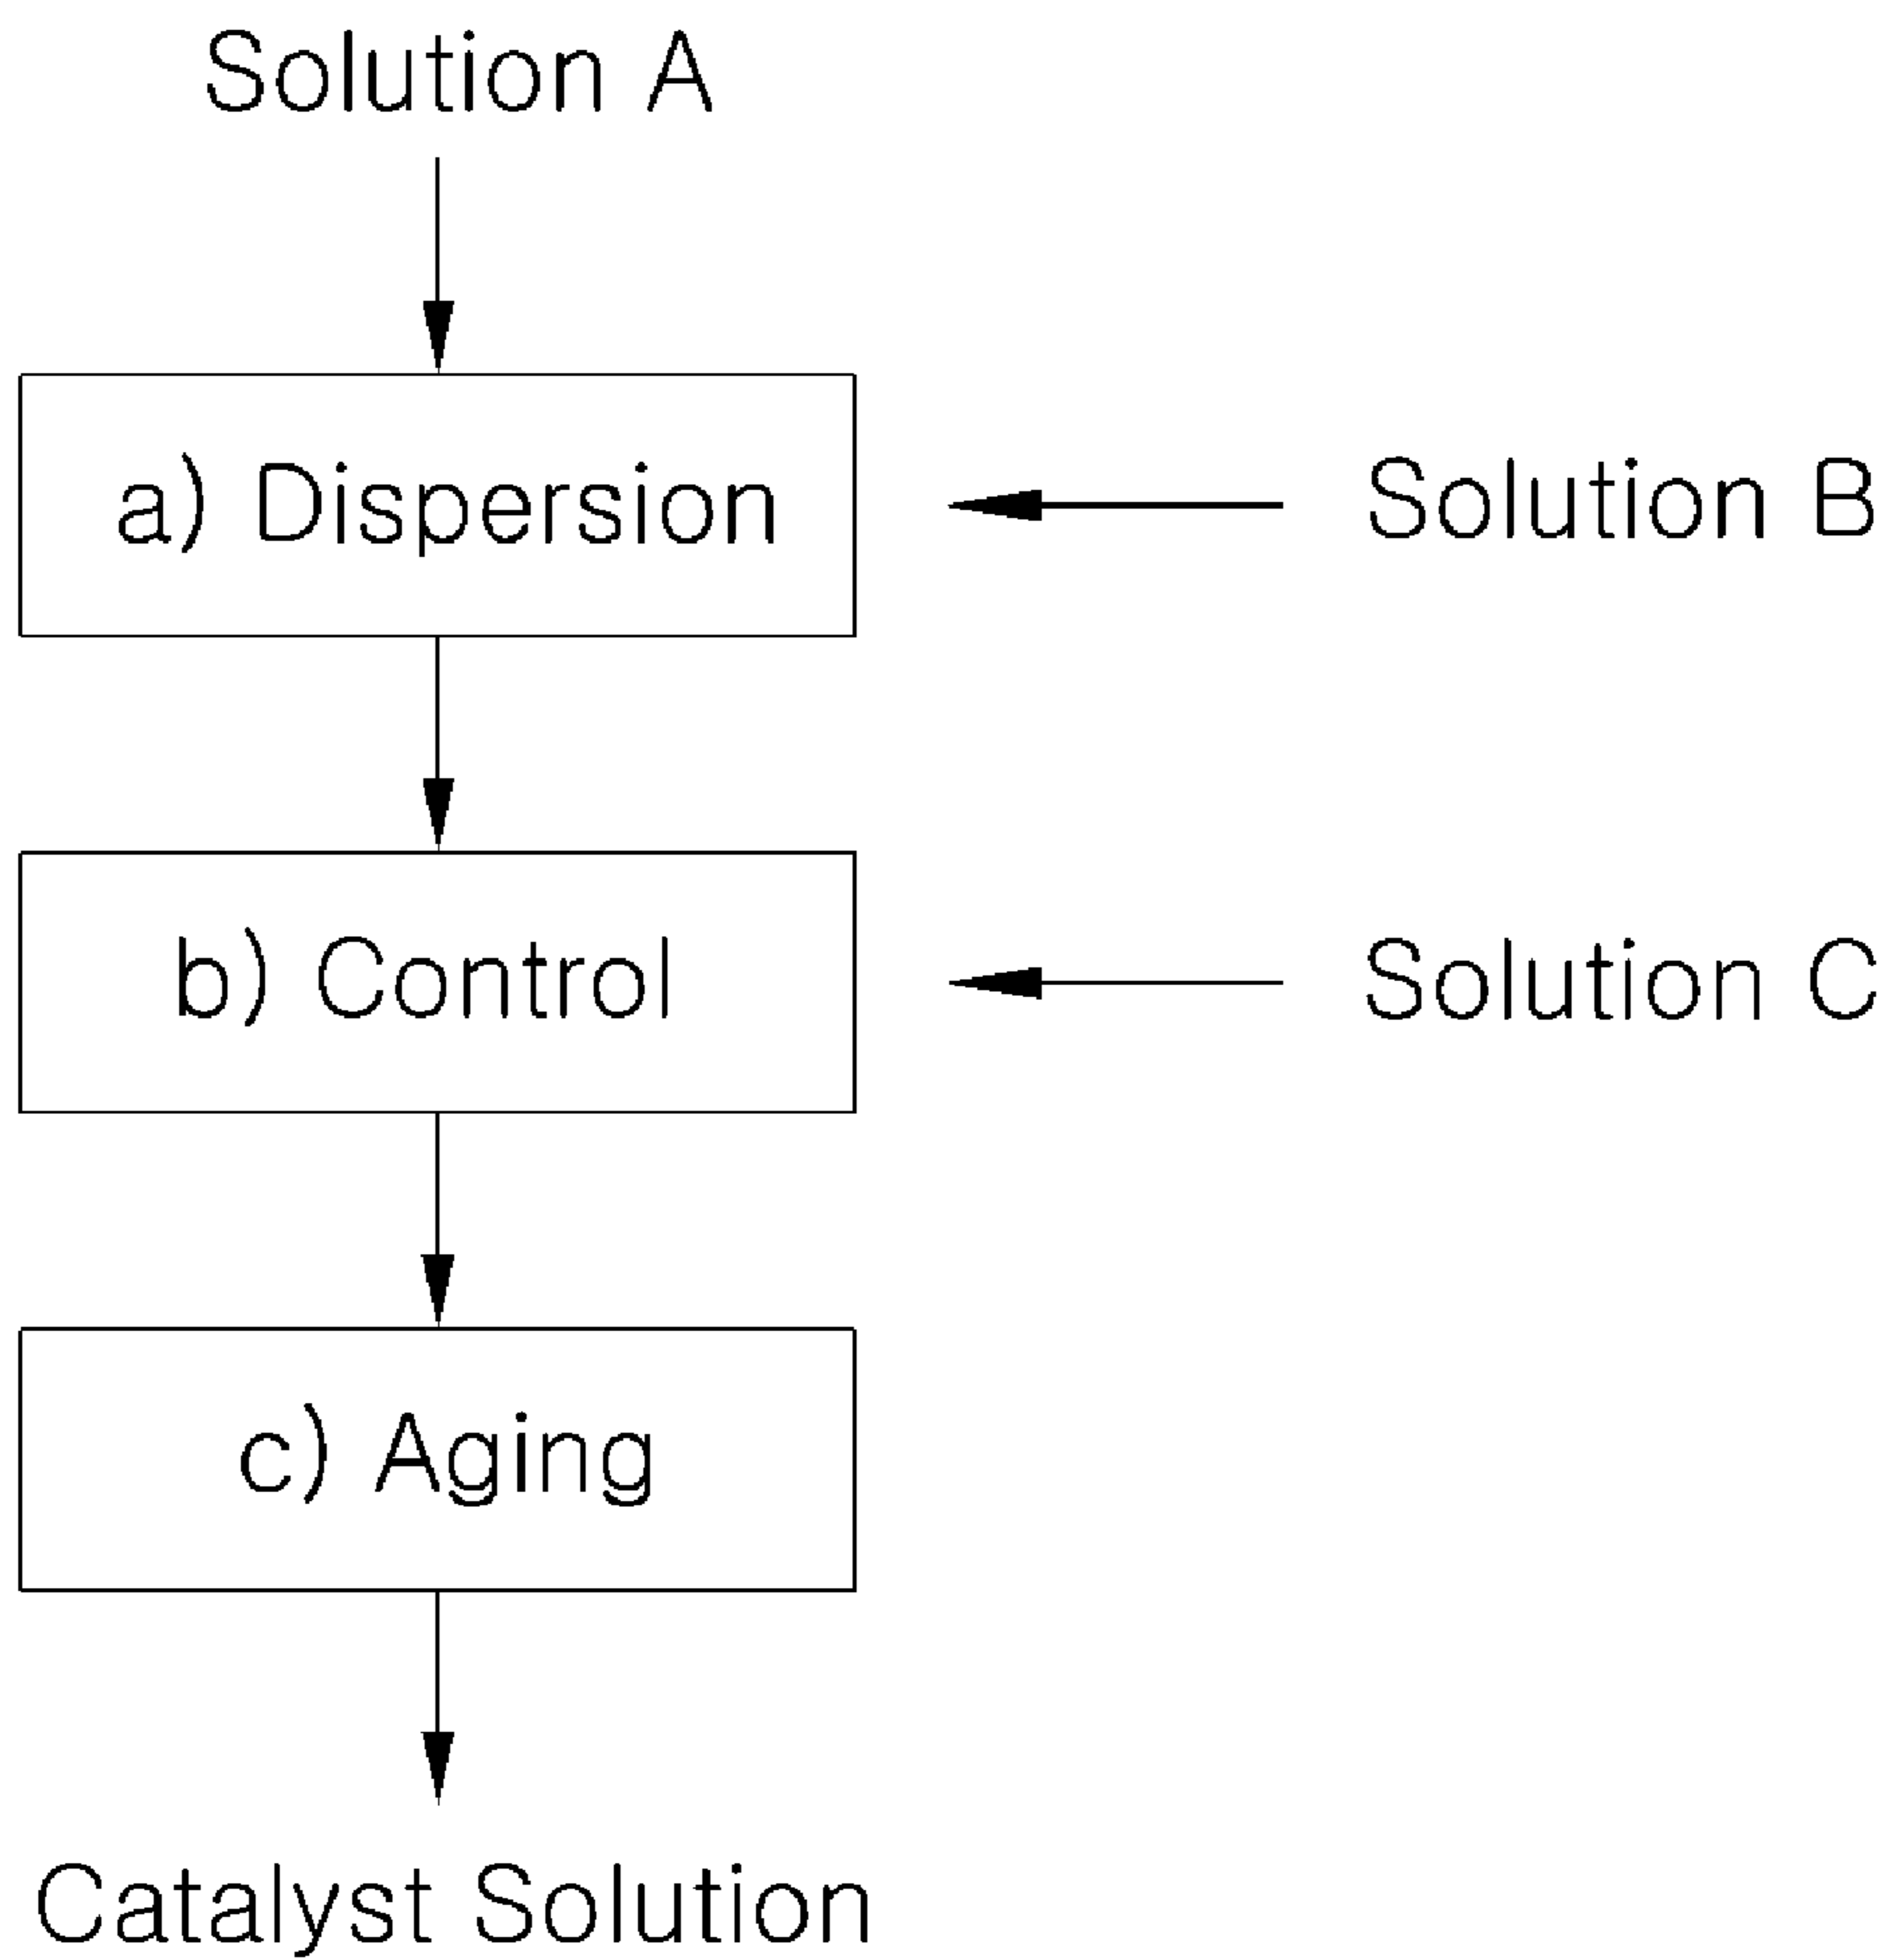 Solution A
a) Dispersion
Solution B
b) Control
Solution C
c) Aging
Catalyst Solution